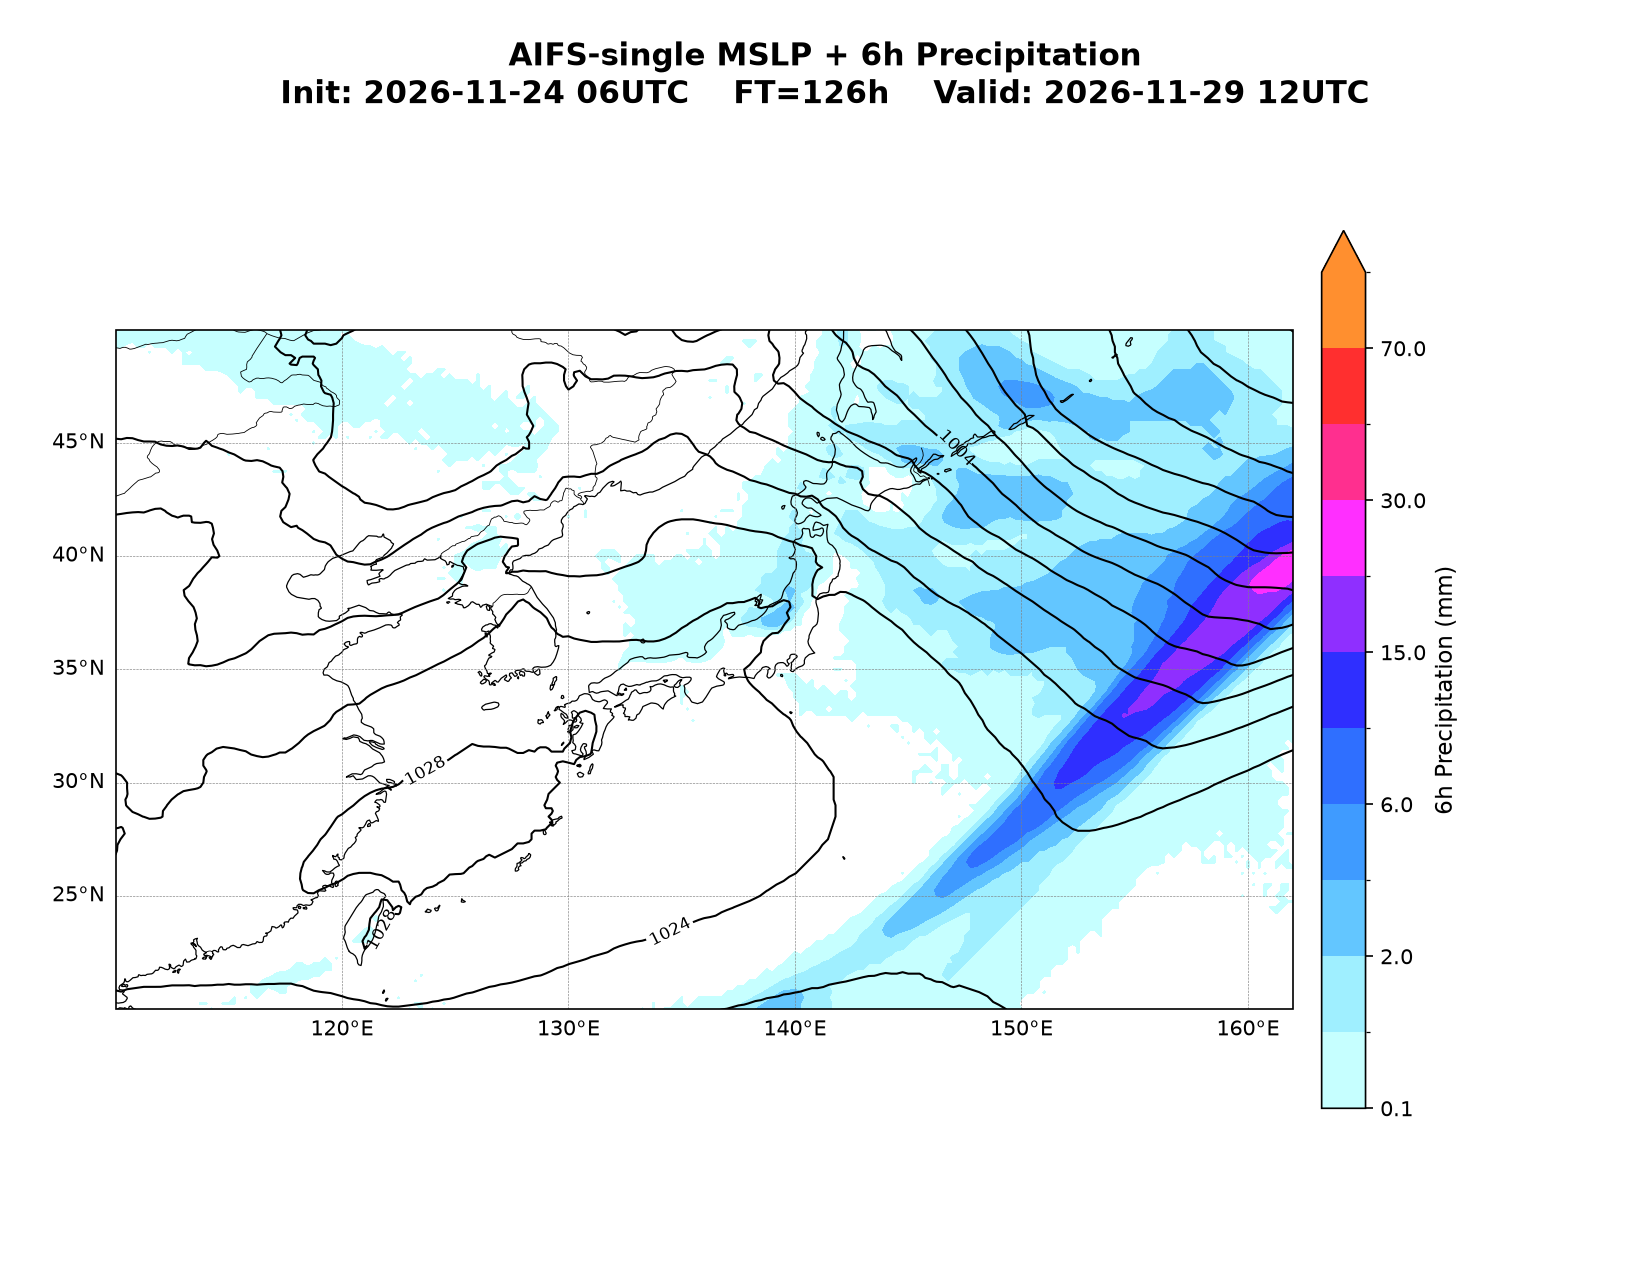 AIFS-single MSLP + 6h Precipitation
Init: 2026-11-24 06UTC    FT=126h    Valid: 2026-11-29 12UTC
45°N
40°N
35°N
30°N
25°N
120°E
130°E
140°E
150°E
160°E
1004
1028
1028
1024
70.0
30.0
15.0
6.0
2.0
0.1
6h Precipitation (mm)